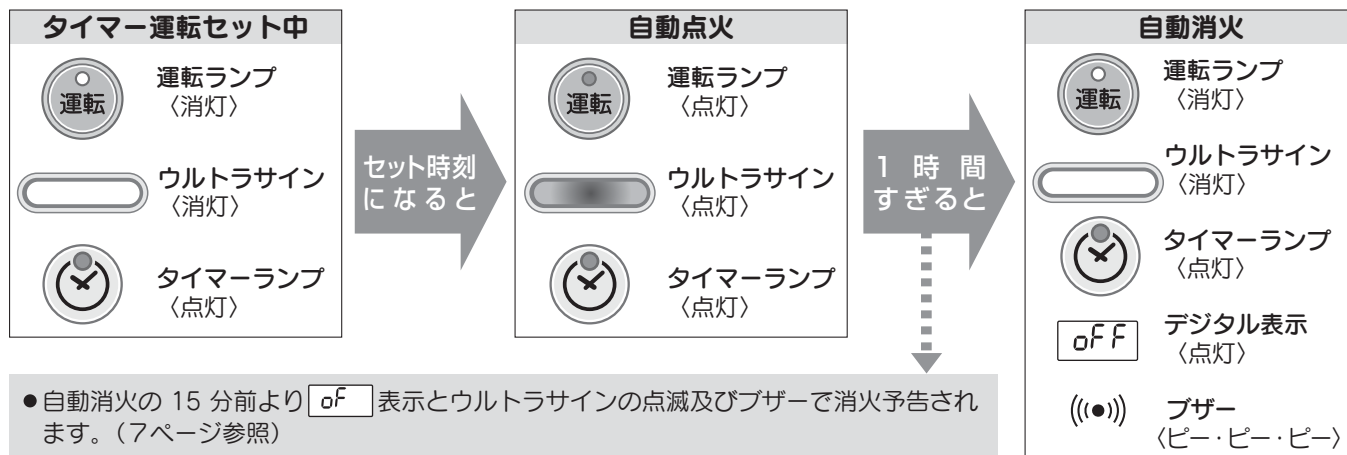 タイマー運転セット中
運転
運転ランプ
〈消灯〉
ウルトラサイン
〈消灯〉
タイマーランプ
〈点灯〉
セット時刻
になると
自動点火
運転
運転ランプ
〈点灯〉
ウルトラサイン
〈点灯〉
タイマーランプ
〈点灯〉
1時間
すぎると
自動消火
運転
運転ランプ
〈消灯〉
ウルトラサイン
〈消灯〉
タイマーランプ
〈点灯〉
oFF
デジタル表示
〈点灯〉
ブザー
〈ピー・ピー・ピー〉
●自動消火の 15 分前より oF 表示とウルトラサインの点滅及びブザーで消火予告され
ます。（7ページ参照）